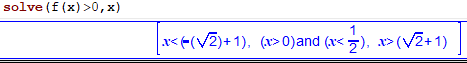 solve(f(x)>0,x)
[x<(-(√2)+1), (x>0)and (x<1/2), x>(√2+1)]